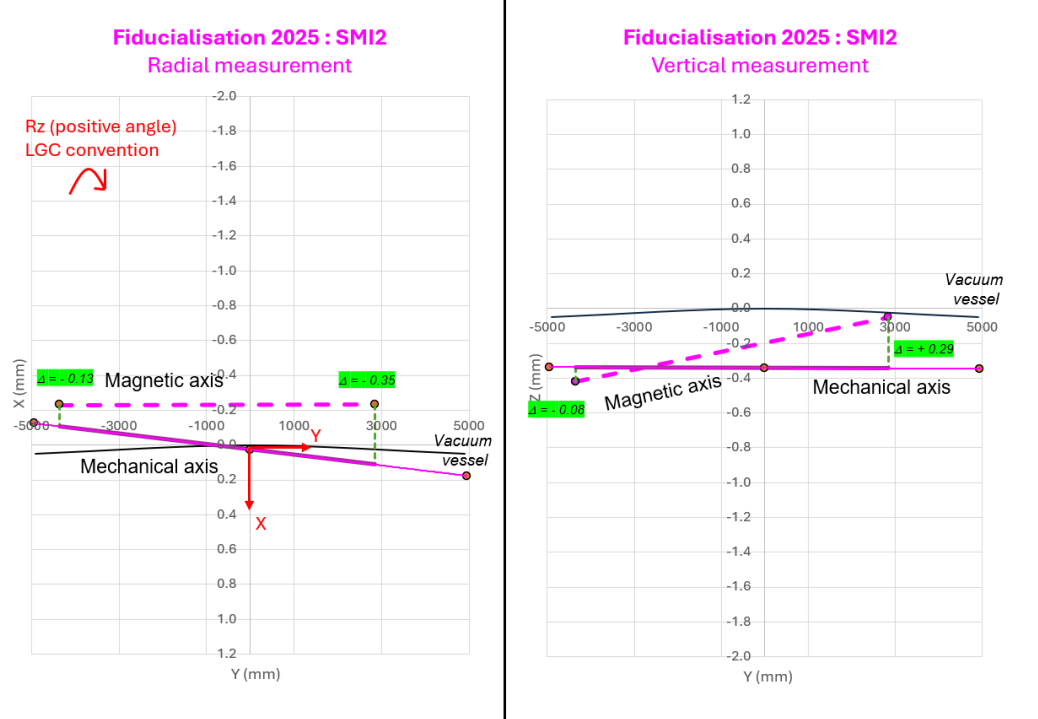 Fiducialisation 2025 : SMI2
Radial measurement
-2.0
Rz (positive angle)
LGC convention
-1.8
-1.6
-1.4
-1.2
-1.0
-0.8
-0.6
-0.4
-0.2
0.0
0.2
0.4
0.6
0.8
1.0
1.2
X (mm)
Δ = - 0.13
Magnetic axis
Δ = - 0.35
-5000
-3000
-1000
1000
3000
5000
Y
Vacuum
vessel
Mechanical axis
X
Y (mm)
Fiducialisation 2025 : SMI2
Vertical measurement
1.2
1.0
0.8
0.6
0.4
0.2
0.0
-0.2
-0.4
-0.6
-0.8
-1.0
-1.2
-1.4
-1.6
-1.8
-2.0
Vacuum
vessel
-5000
-3000
-1000
1000
3000
5000
Δ = + 0.29
Z (mm)
Magnetic axis
Mechanical axis
Δ = - 0.08
Y (mm)